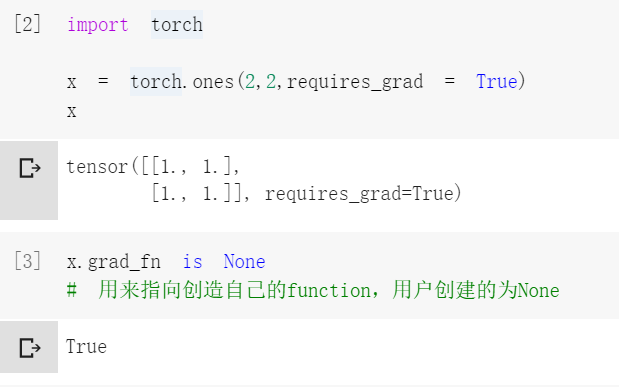 [2] import torch
x = torch.ones(2,2,requires_grad = True)
x
tensor([[1., 1.],
[1., 1.]], requires_grad=True)
[3] x.grad_fn is None
# 用来指向创造自己的function，用户创建的为None
True